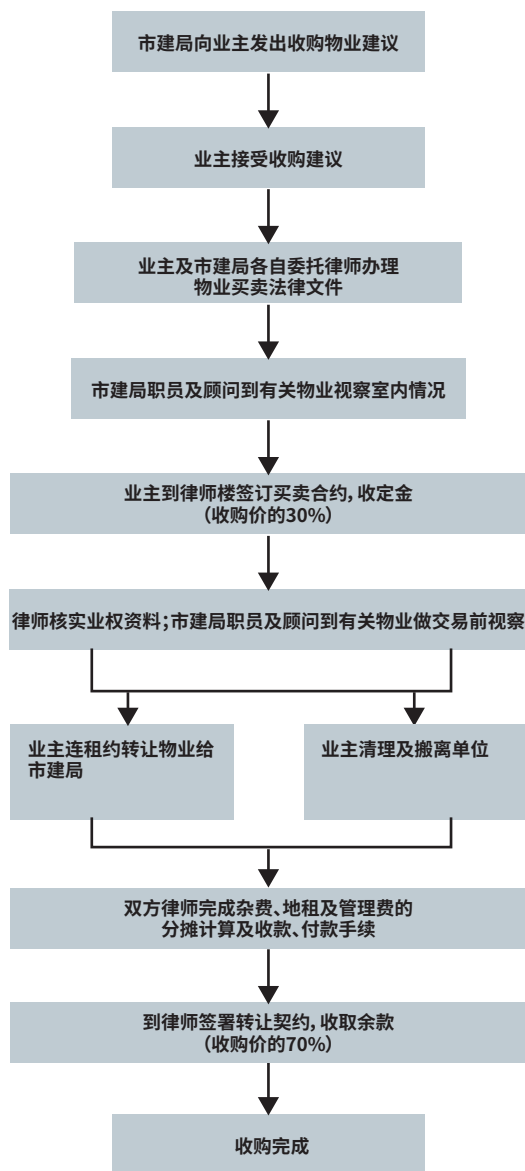 市建局向业主发出收购物业建议
业主接受收购建议
业主及市建局各自委托律师办理
物业买卖法律文件
市建局职员及顾问到有关物业视察室内情况
业主到律师楼签订买卖合约，收定金
（收购价的30%）
律师核实业权资料；市建局职员及顾问到有关物业做交易前视察
业主连租约转让物业给
市建局
业主清理及搬离单位
双方律师完成杂费、地租及管理费的
分摊计算及收款、付款手续
到律师签署转让契约，收取余款
（收购价的70%）
收购完成